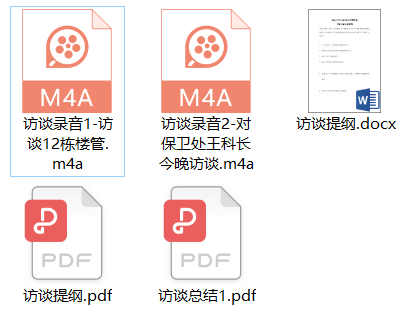 M4A
M4A
访谈录音1-访
谈12栋楼管.
m4a
访谈录音2-对
保卫处王科长
今晚访谈.m4a
访谈提纲.docx
PDF
PDF
访谈提纲.pdf
访谈总结1.pdf